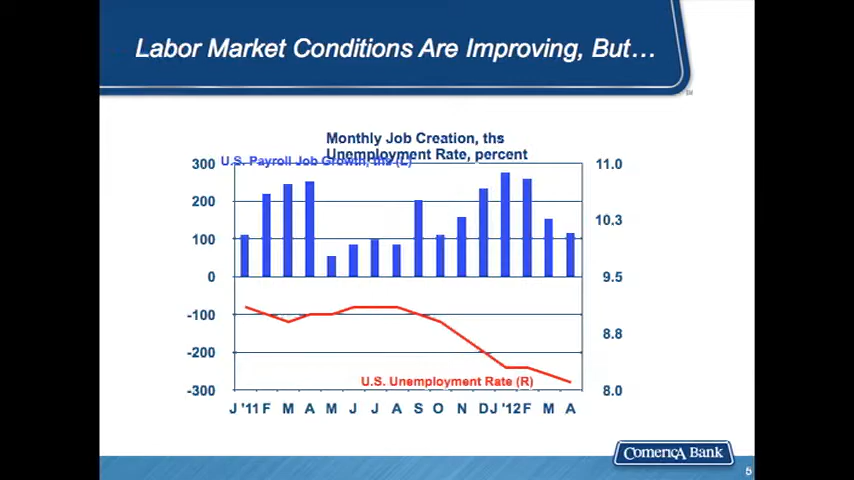 Labor Market Conditions Are Improving, But…
SM
Monthly Job Creation, ths
Unemployment Rate, percent
U.S. Payroll Job Growth, ths (L)
300 11.0
200 10.3
100
0 9.5
-100 8.8
-200
-300 8.0
U.S. Unemployment Rate (R)
J '11 F M A M J J A S O N D J '12 F M A
Comerica Bank
5